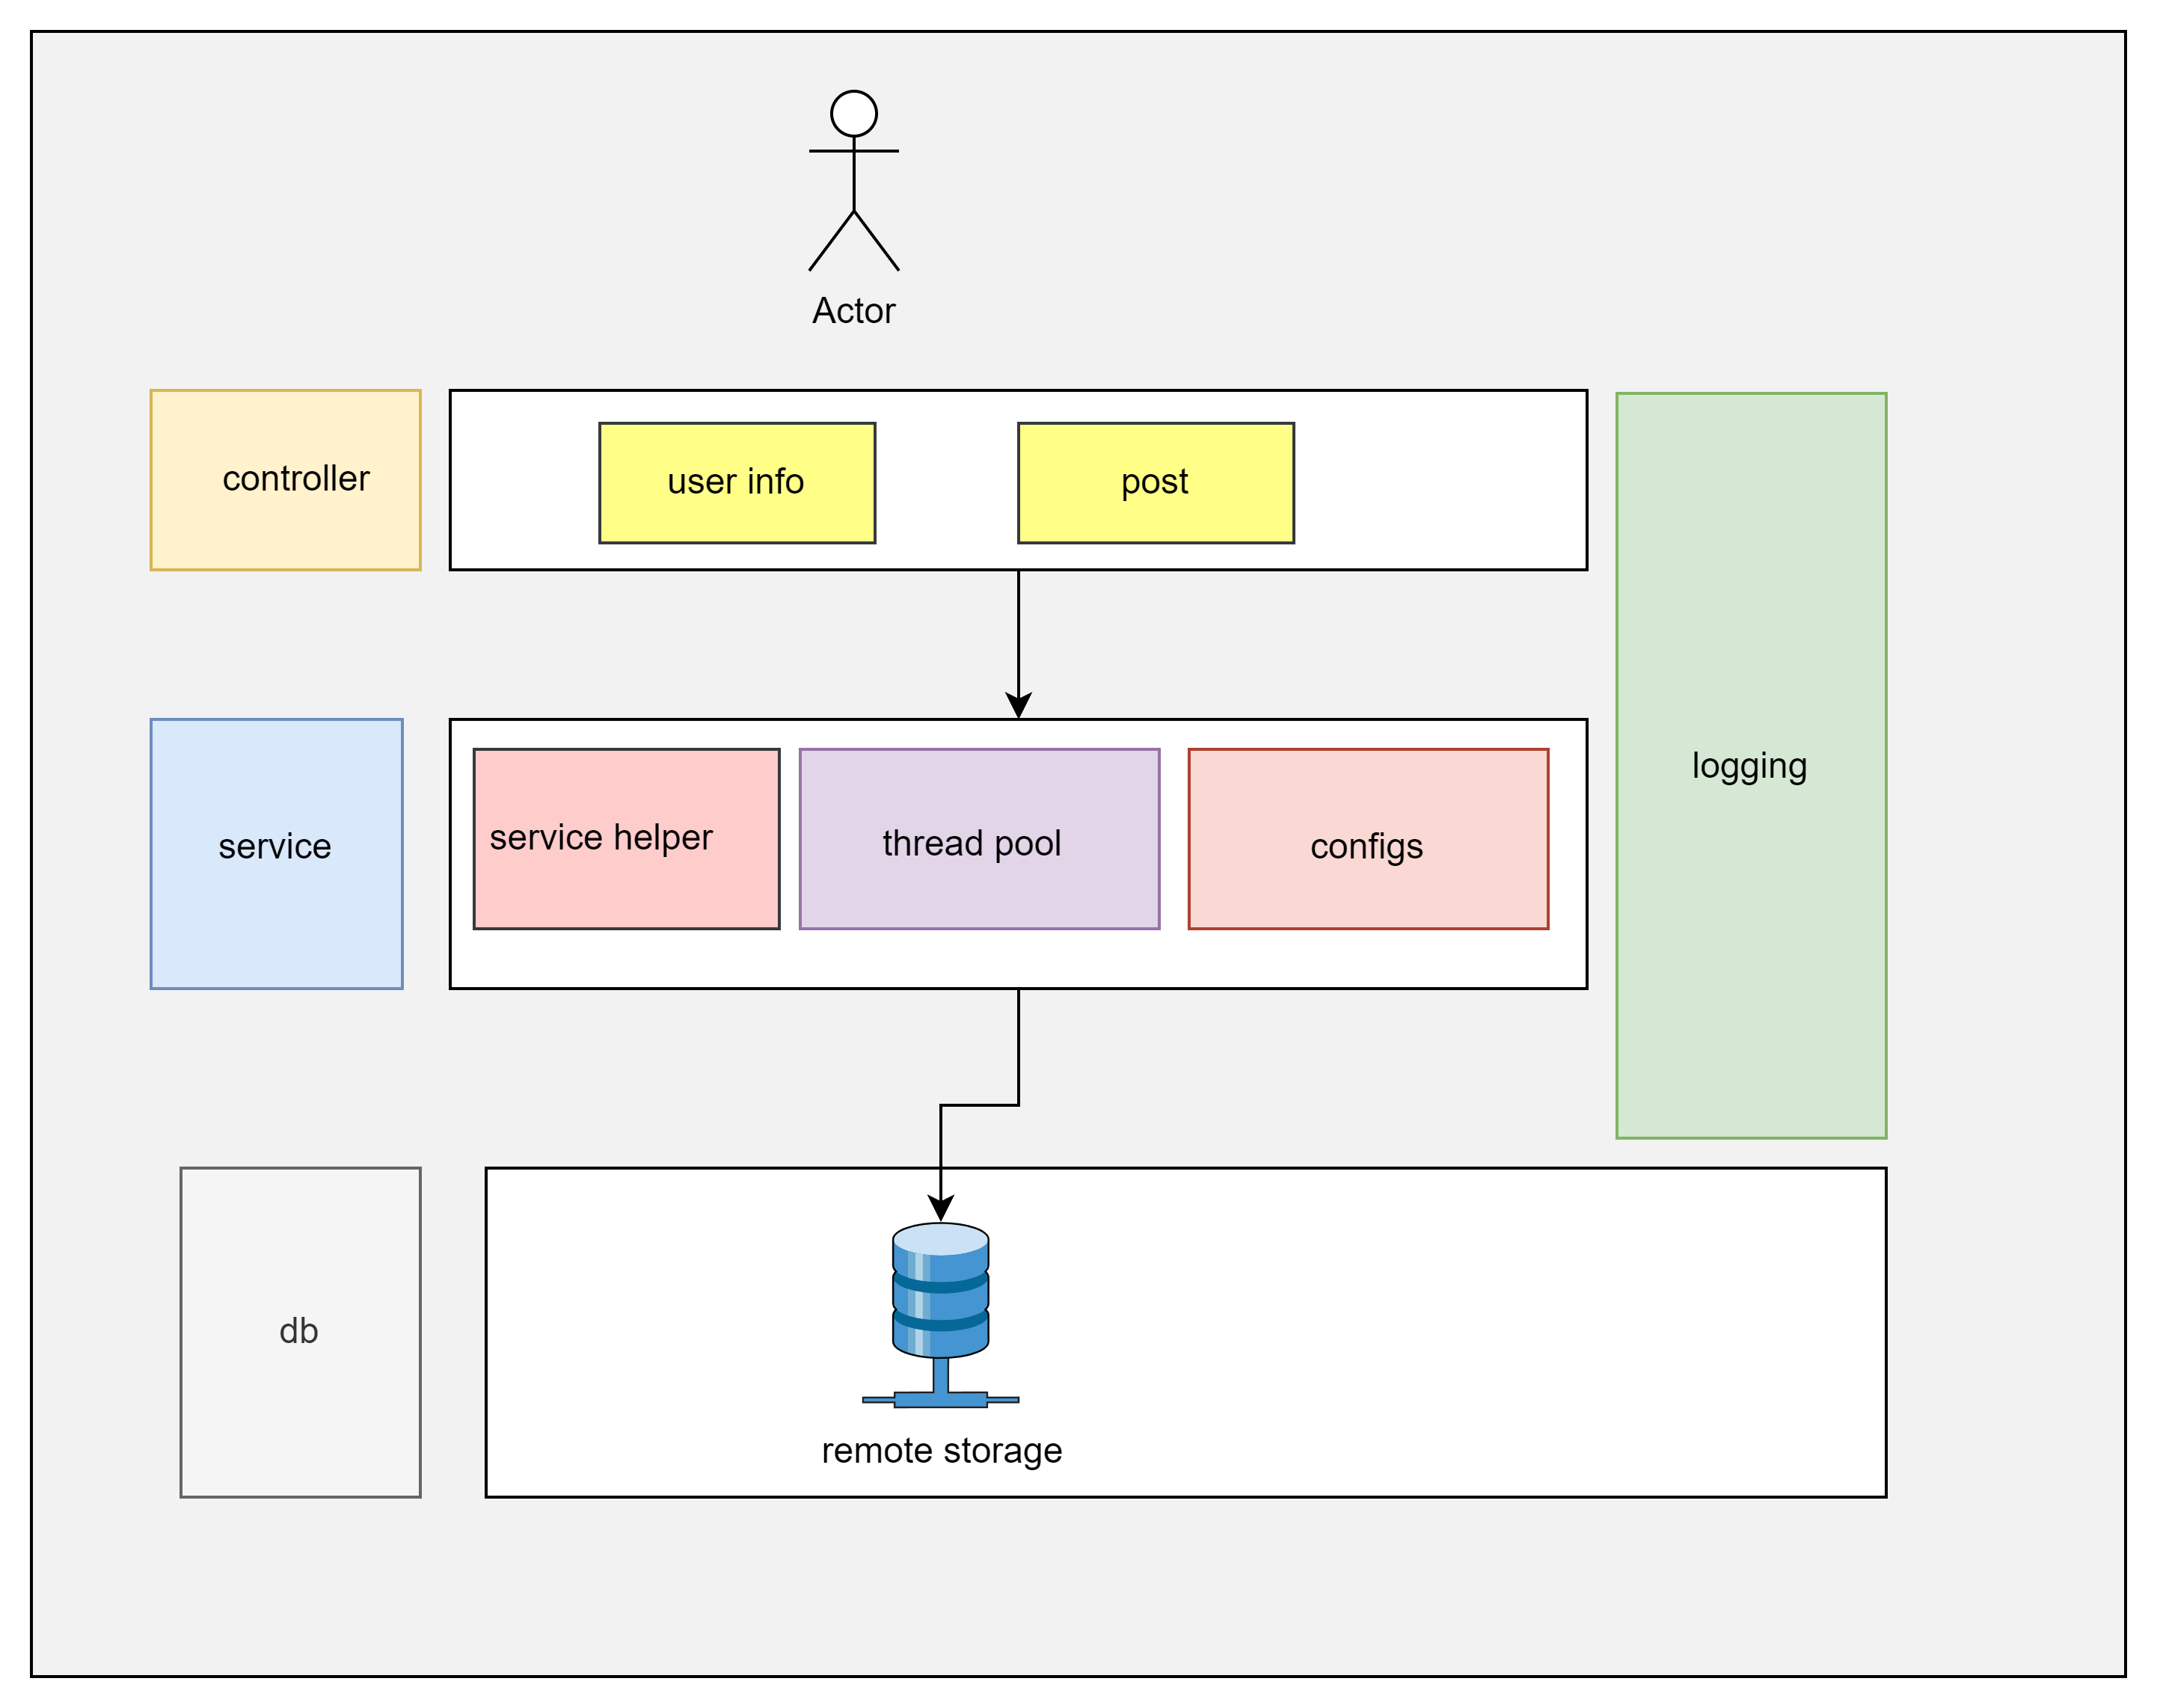 Actor
controller
user info
post
logging
service
service helper
thread pool
configs
db
remote storage